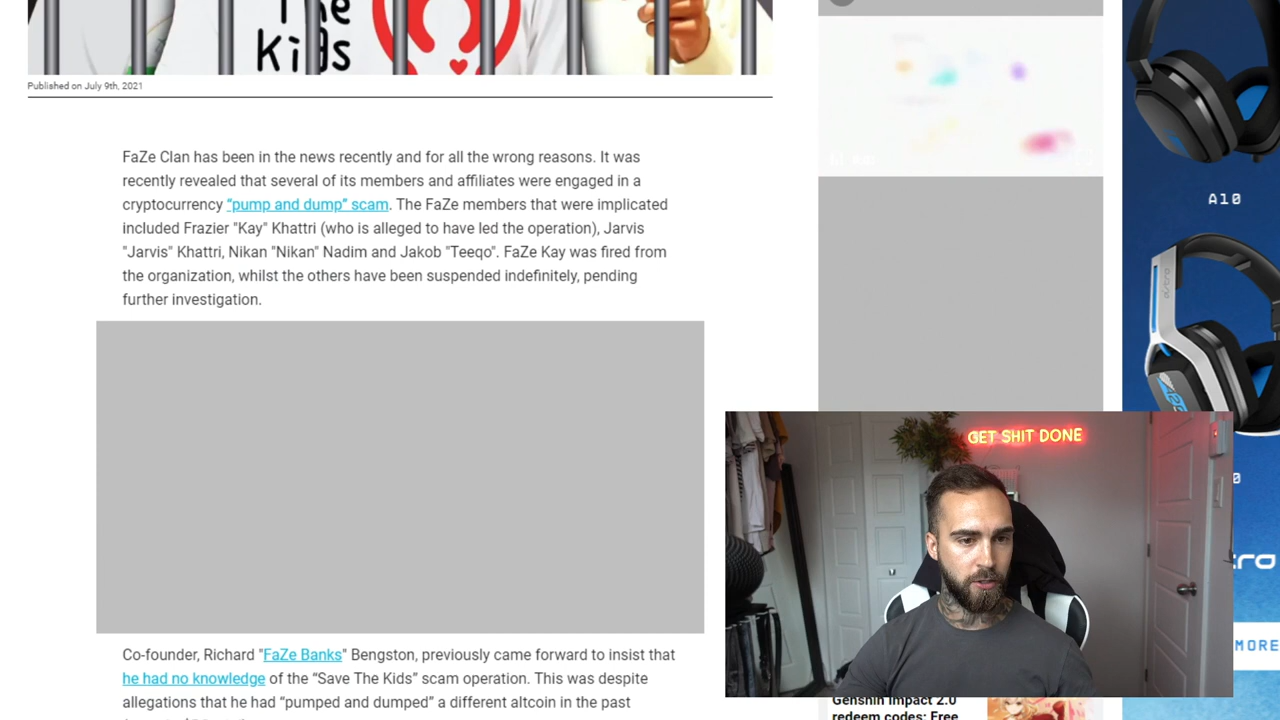 The
Kids
Published on July 9th, 2021
FaZe Clan has been in the news recently and for all the wrong reasons. It was
recently revealed that several of its members and affiliates were engaged in a
cryptocurrency “pump and dump” scam. The FaZe members that were implicated
included Frazier "Kay" Khattri (who is alleged to have led the operation), Jarvis
"Jarvis" Khattri, Nikan "Nikan" Nadim and Jakob "Teeqo". FaZe Kay was fired from
the organization, whilst the others have been suspended indefinitely, pending
further investigation.
Co-founder, Richard "FaZe Banks" Bengston, previously came forward to insist that
he had no knowledge of the “Save The Kids” scam operation. This was despite
allegations that he had “pumped and dumped” a different altcoin in the past
A10
GET SHIT DONE
MORE
Genshin Impact 2.0
redeem codes: Free